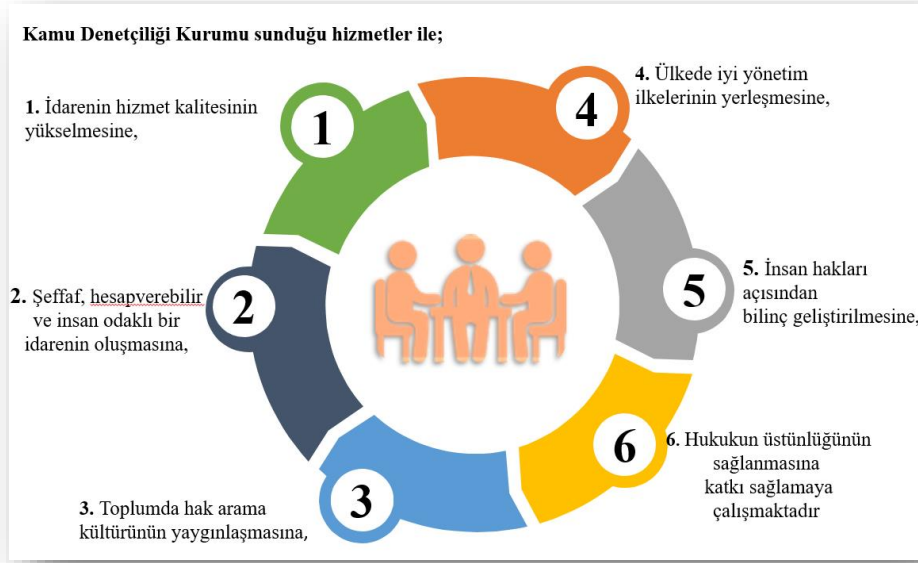 Kamu Denetçiliği Kurumu sunduğu hizmetler ile;
1. İdarenin hizmet kalitesinin
yükselmesine,
1
2. Şeffaf, hesapverebilir
ve insan odaklı bir
idarenin oluşmasına,
2
3. Toplumda hak arama
kültürünün yaygınlaşmasına,
3
4. Ülkede iyi yönetim
ilkelerinin yerleşmesine,
4
5. İnsan hakları
açısından
bilinç geliştirilmesine,
5
6. Hukukun üstünlüğünün
sağlanmasına
katkı sağlamaya
çalışmaktadır
6